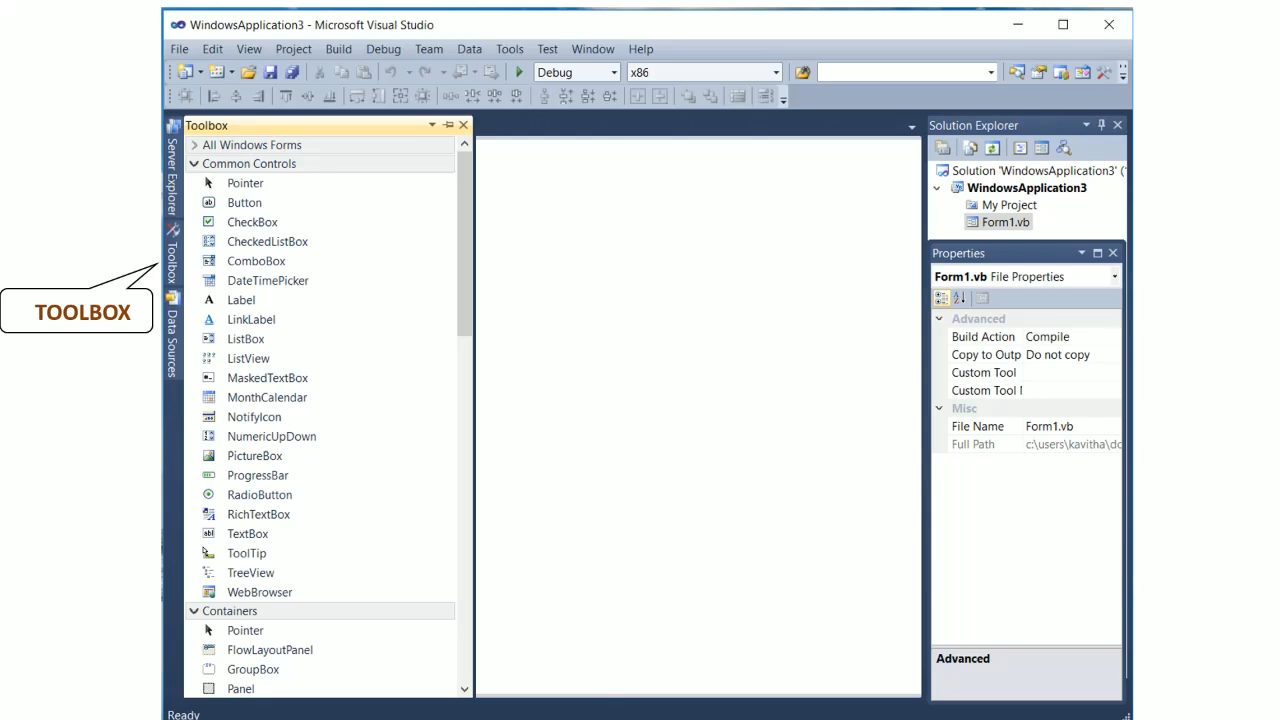 WindowsApplication3 - Microsoft Visual Studio
File Edit View Project Build Debug Team Data Tools Test Window Help
Debug x86
Server Explorer
Toolbox
Data Sources
TOOLBOX
Toolbox
All Windows Forms
Common Controls
Pointer
Button
CheckBox
CheckedListBox
ComboBox
DateTimePicker
Label
LinkLabel
ListBox
ListView
MaskedTextBox
MonthCalendar
NotifyIcon
NumericUpDown
PictureBox
ProgressBar
RadioButton
RichTextBox
TextBox
ToolTip
TreeView
WebBrowser
Containers
Pointer
FlowLayoutPanel
GroupBox
Panel
Solution Explorer
Solution 'WindowsApplication3' (
WindowsApplication3
My Project
Form1.vb
Properties
Form1.vb File Properties
Advanced
Build Action Compile
Copy to Outp Do not copy
Custom Tool
Custom Tool
Misc
File Name Form1.vb
Full Path c:\users\kavitha\do
Advanced
Ready